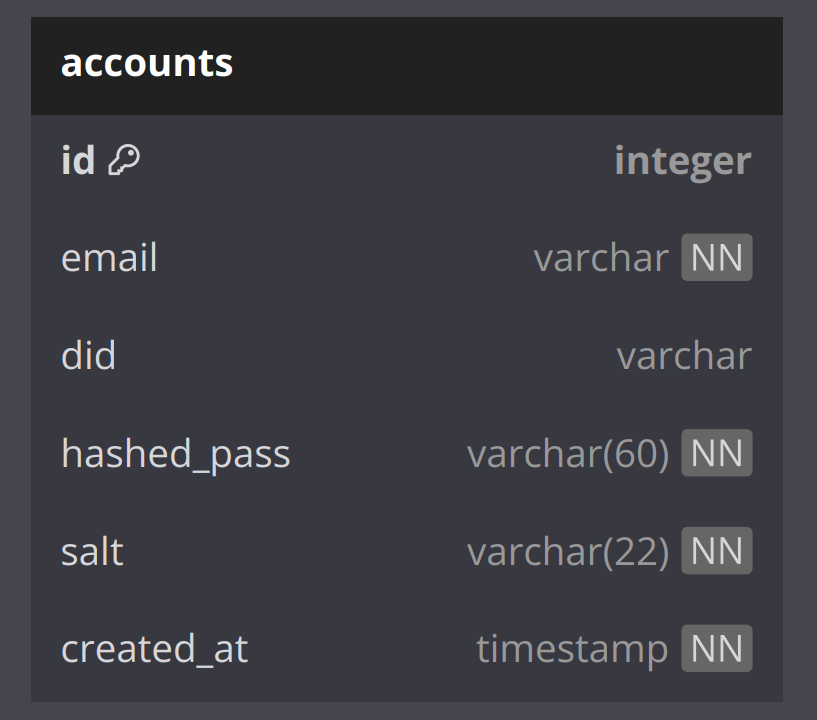 accounts
id integer
email varchar NN
did varchar
hashed_pass varchar(60) NN
salt varchar(22) NN
created_at timestamp NN